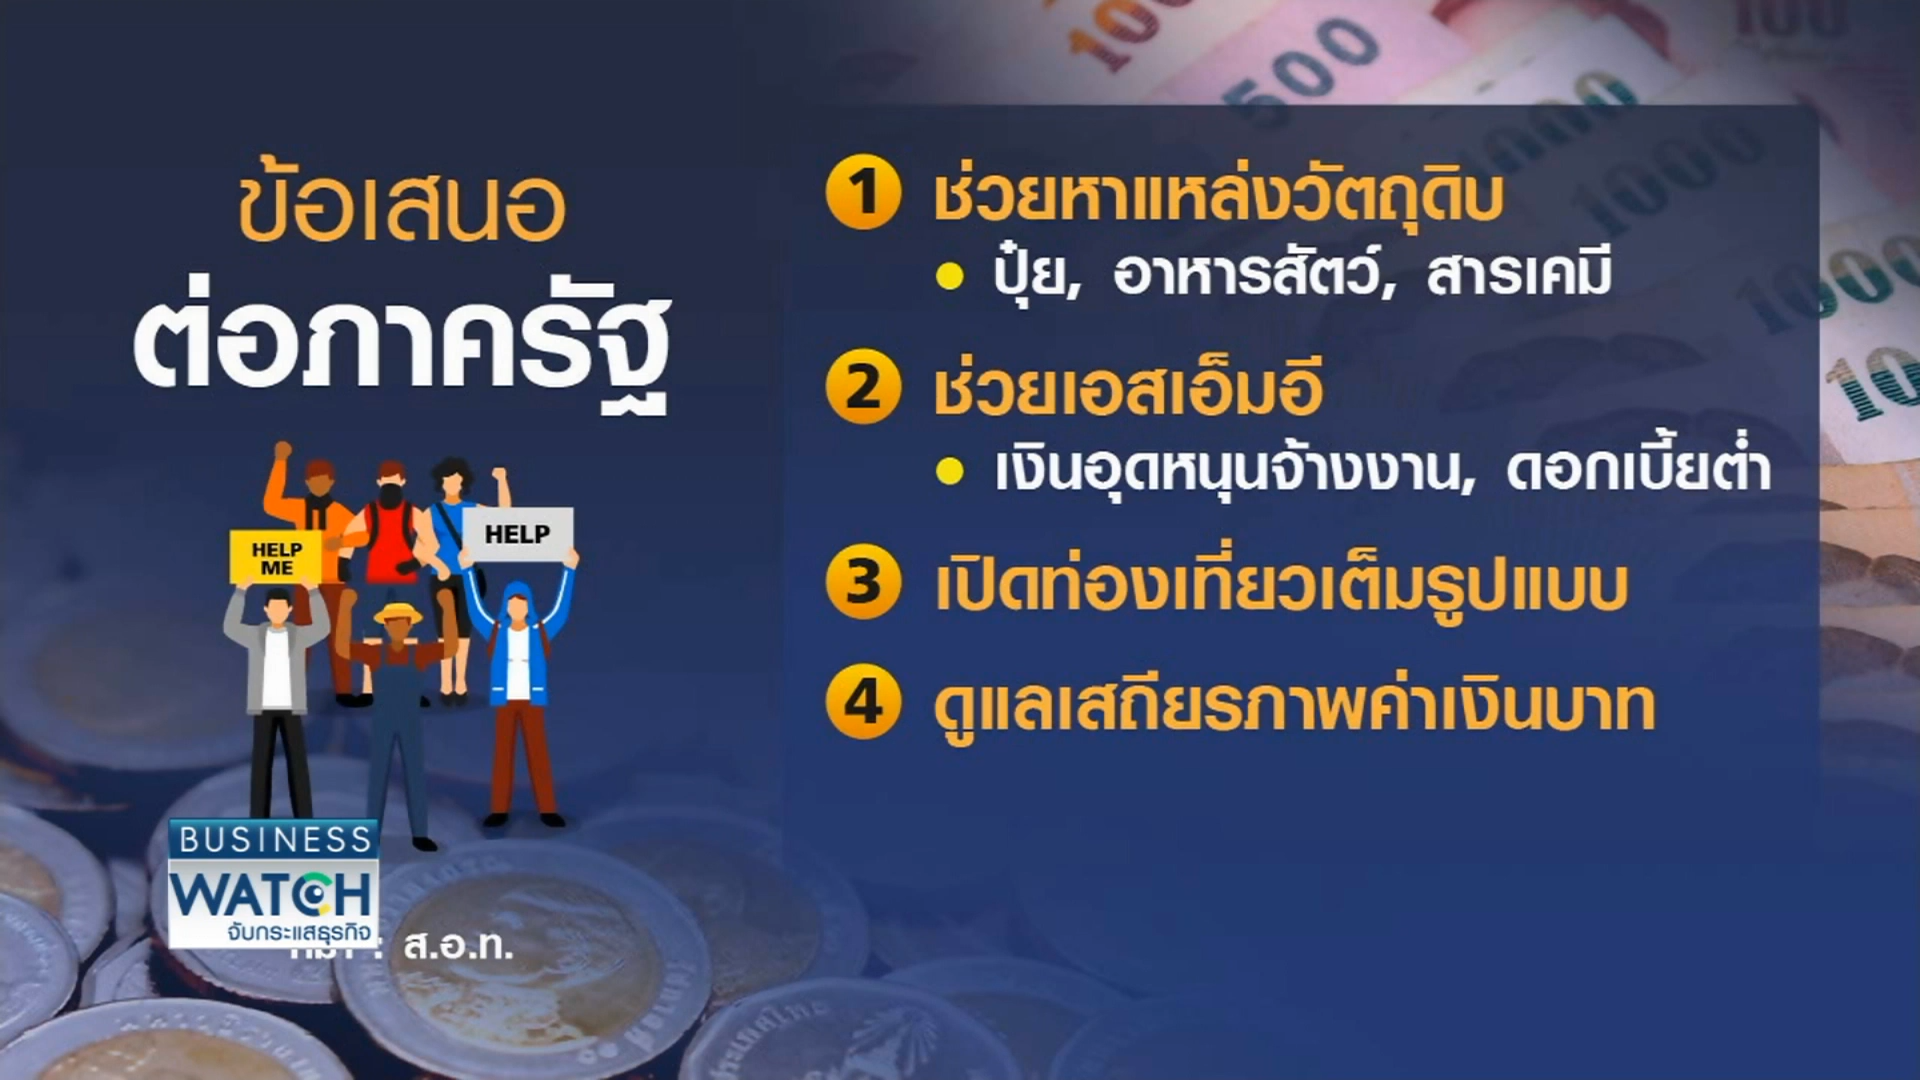 ข้อเสนอ
ต่อภาครัฐ
HELP
ME
HELP
1 ช่วยหาแหล่งวัตถุดิบ
• ปุ๋ย, อาหารสัตว์, สารเคมี
2 ช่วยเอสเอ็มอี
• เงินอุดหนุนจ้างงาน, ดอกเบี้ยต่ำ
3 เปิดท่องเที่ยวเต็มรูปแบบ
4 ดูแลเสถียรภาพค่าเงินบาท
BUSINESS
WATCH
จับกระแสธุรกิจ
: ส.อ.ท.
100
500
1000
1000
1000
100